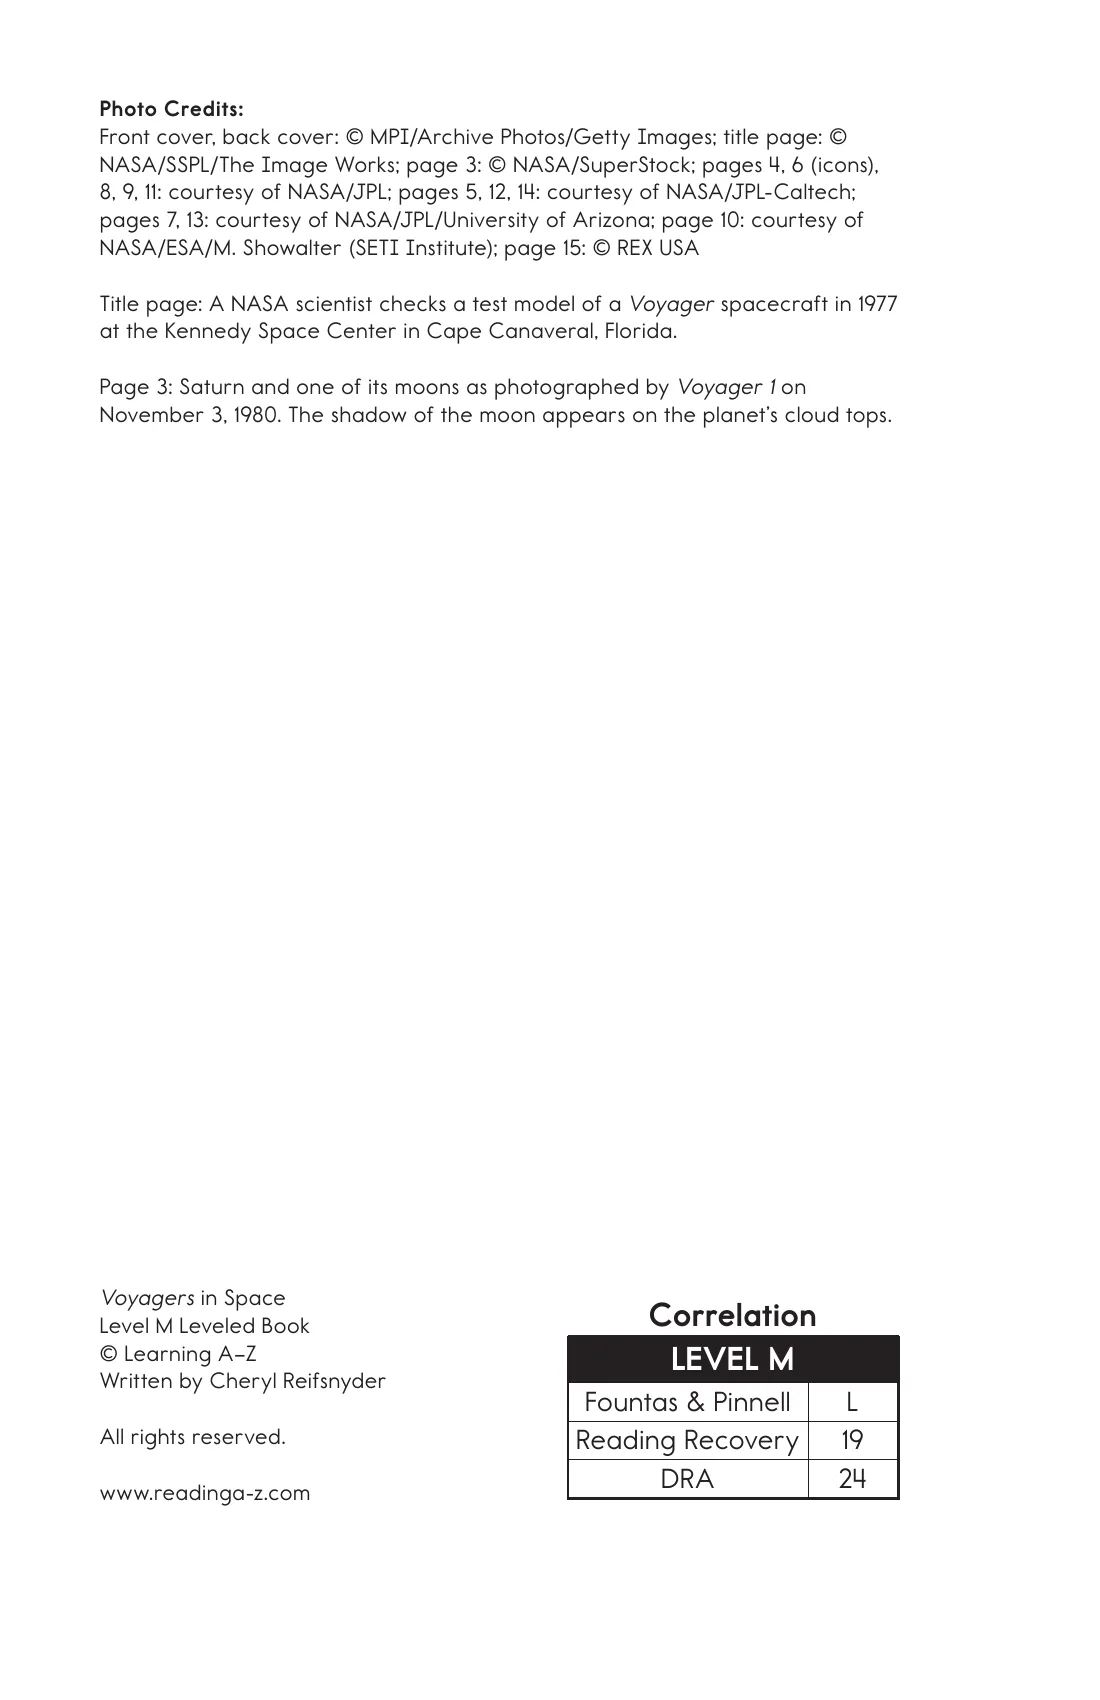 Photo Credits:
Front cover, back cover: © MPI/Archive Photos/Getty Images; title page: ©
NASA/SSPL/The Image Works; page 3: © NASA/SuperStock; pages 4, 6 (icons),
8, 9, 11: courtesy of NASA/JPL; pages 5, 12, 14: courtesy of NASA/JPL-Caltech;
pages 7, 13: courtesy of NASA/JPL/University of Arizona; page 10: courtesy of
NASA/ESA/M. Showalter (SETI Institute); page 15: © REX USA
Title page: A NASA scientist checks a test model of a Voyager spacecraft in 1977
at the Kennedy Space Center in Cape Canaveral, Florida.
Page 3: Saturn and one of its moons as photographed by Voyager 1 on
November 3, 1980. The shadow of the moon appears on the planet’s cloud tops.
Voyagers in Space
Level M Leveled Book
© Learning A–Z
Written by Cheryl Reifsnyder
All rights reserved.
www.readinga-z.com
Correlation
LEVEL M
Fountas & Pinnell L
Reading Recovery 19
DRA 24